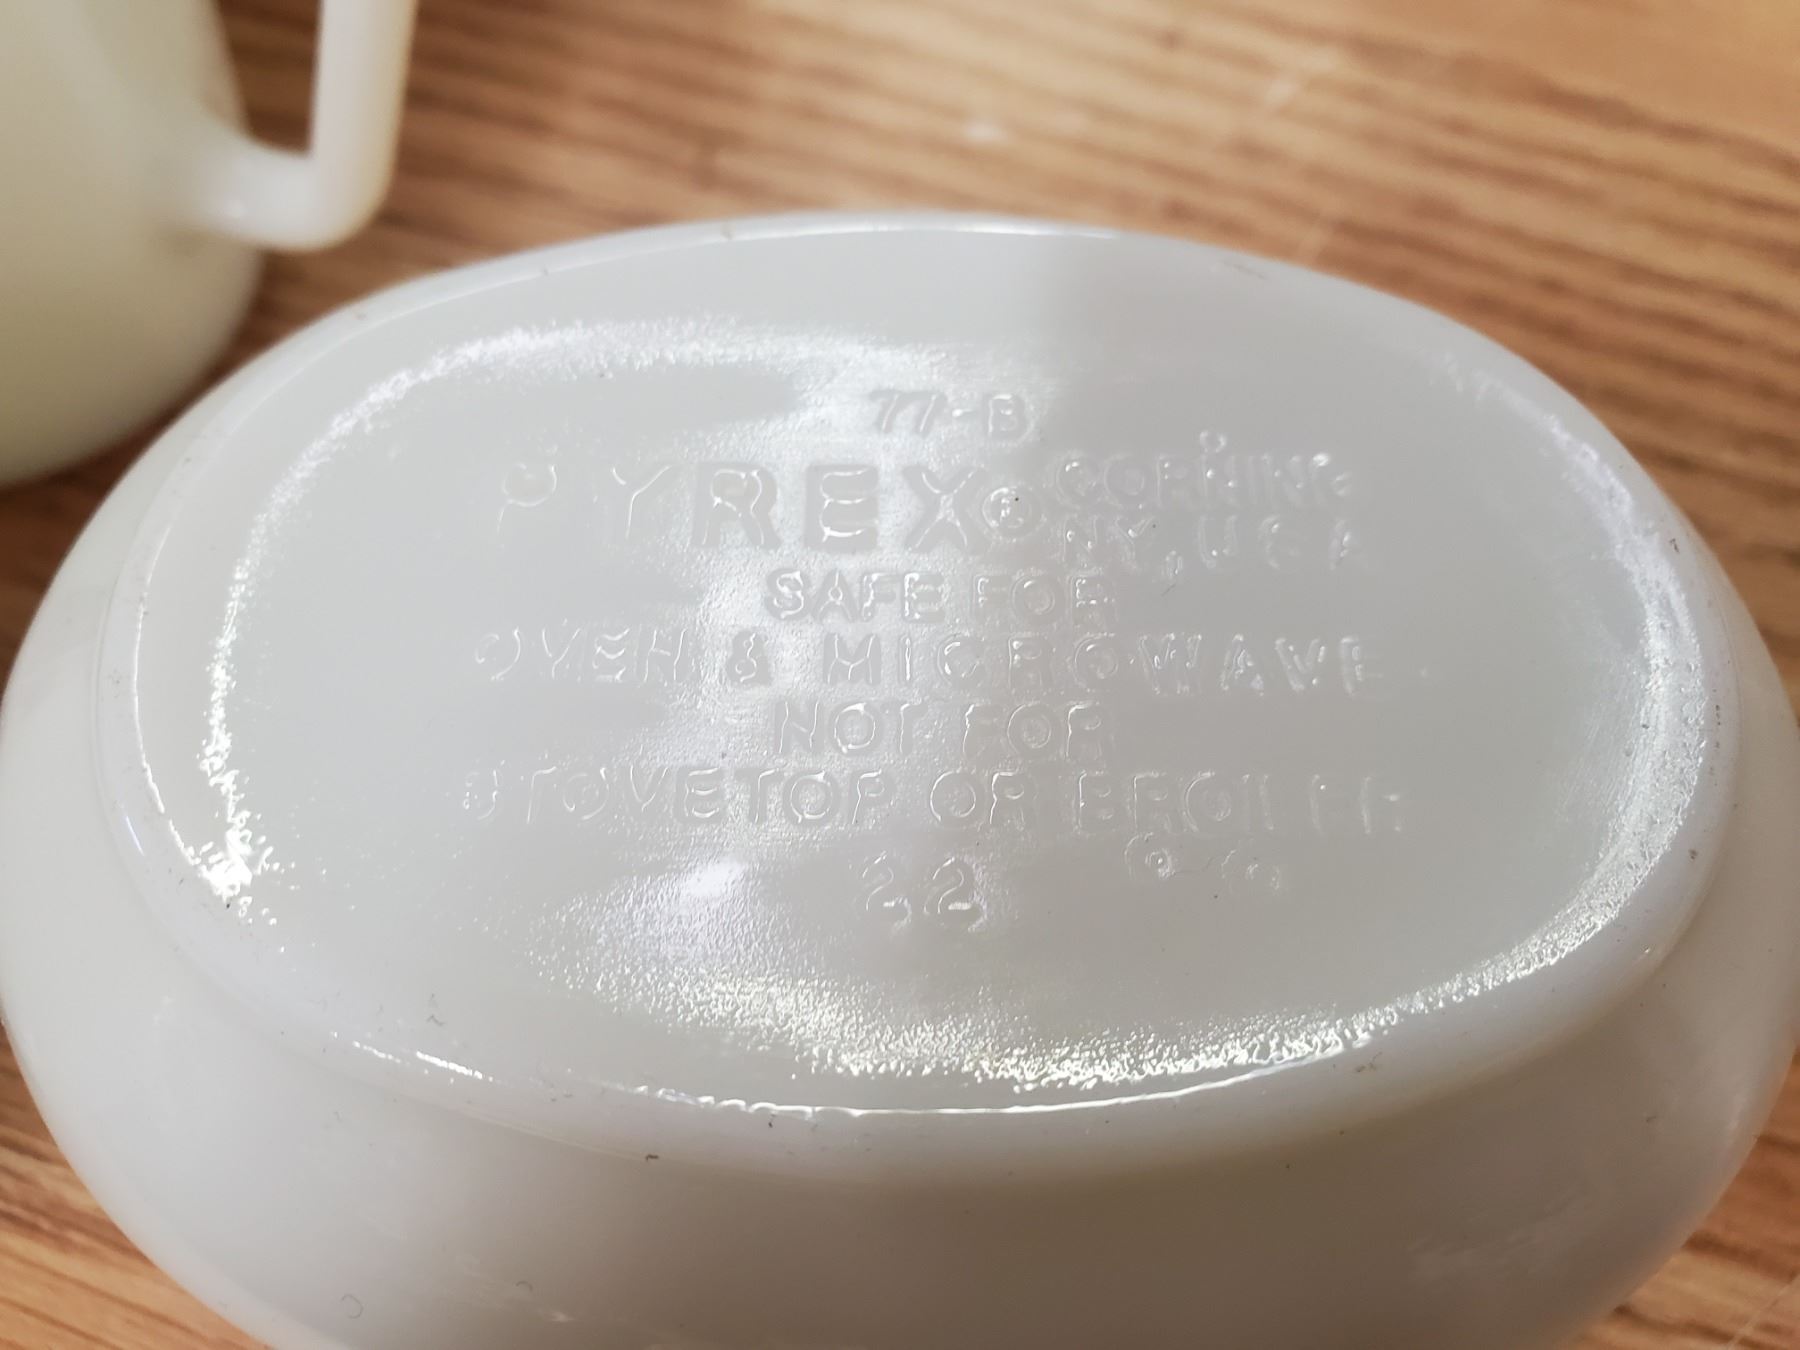 77-B
PYREX® CORNING
NY, USA
SAFE FOR
OVEN & MICROWAVE
NOT FOR
STOVETOP OR BROILER
22